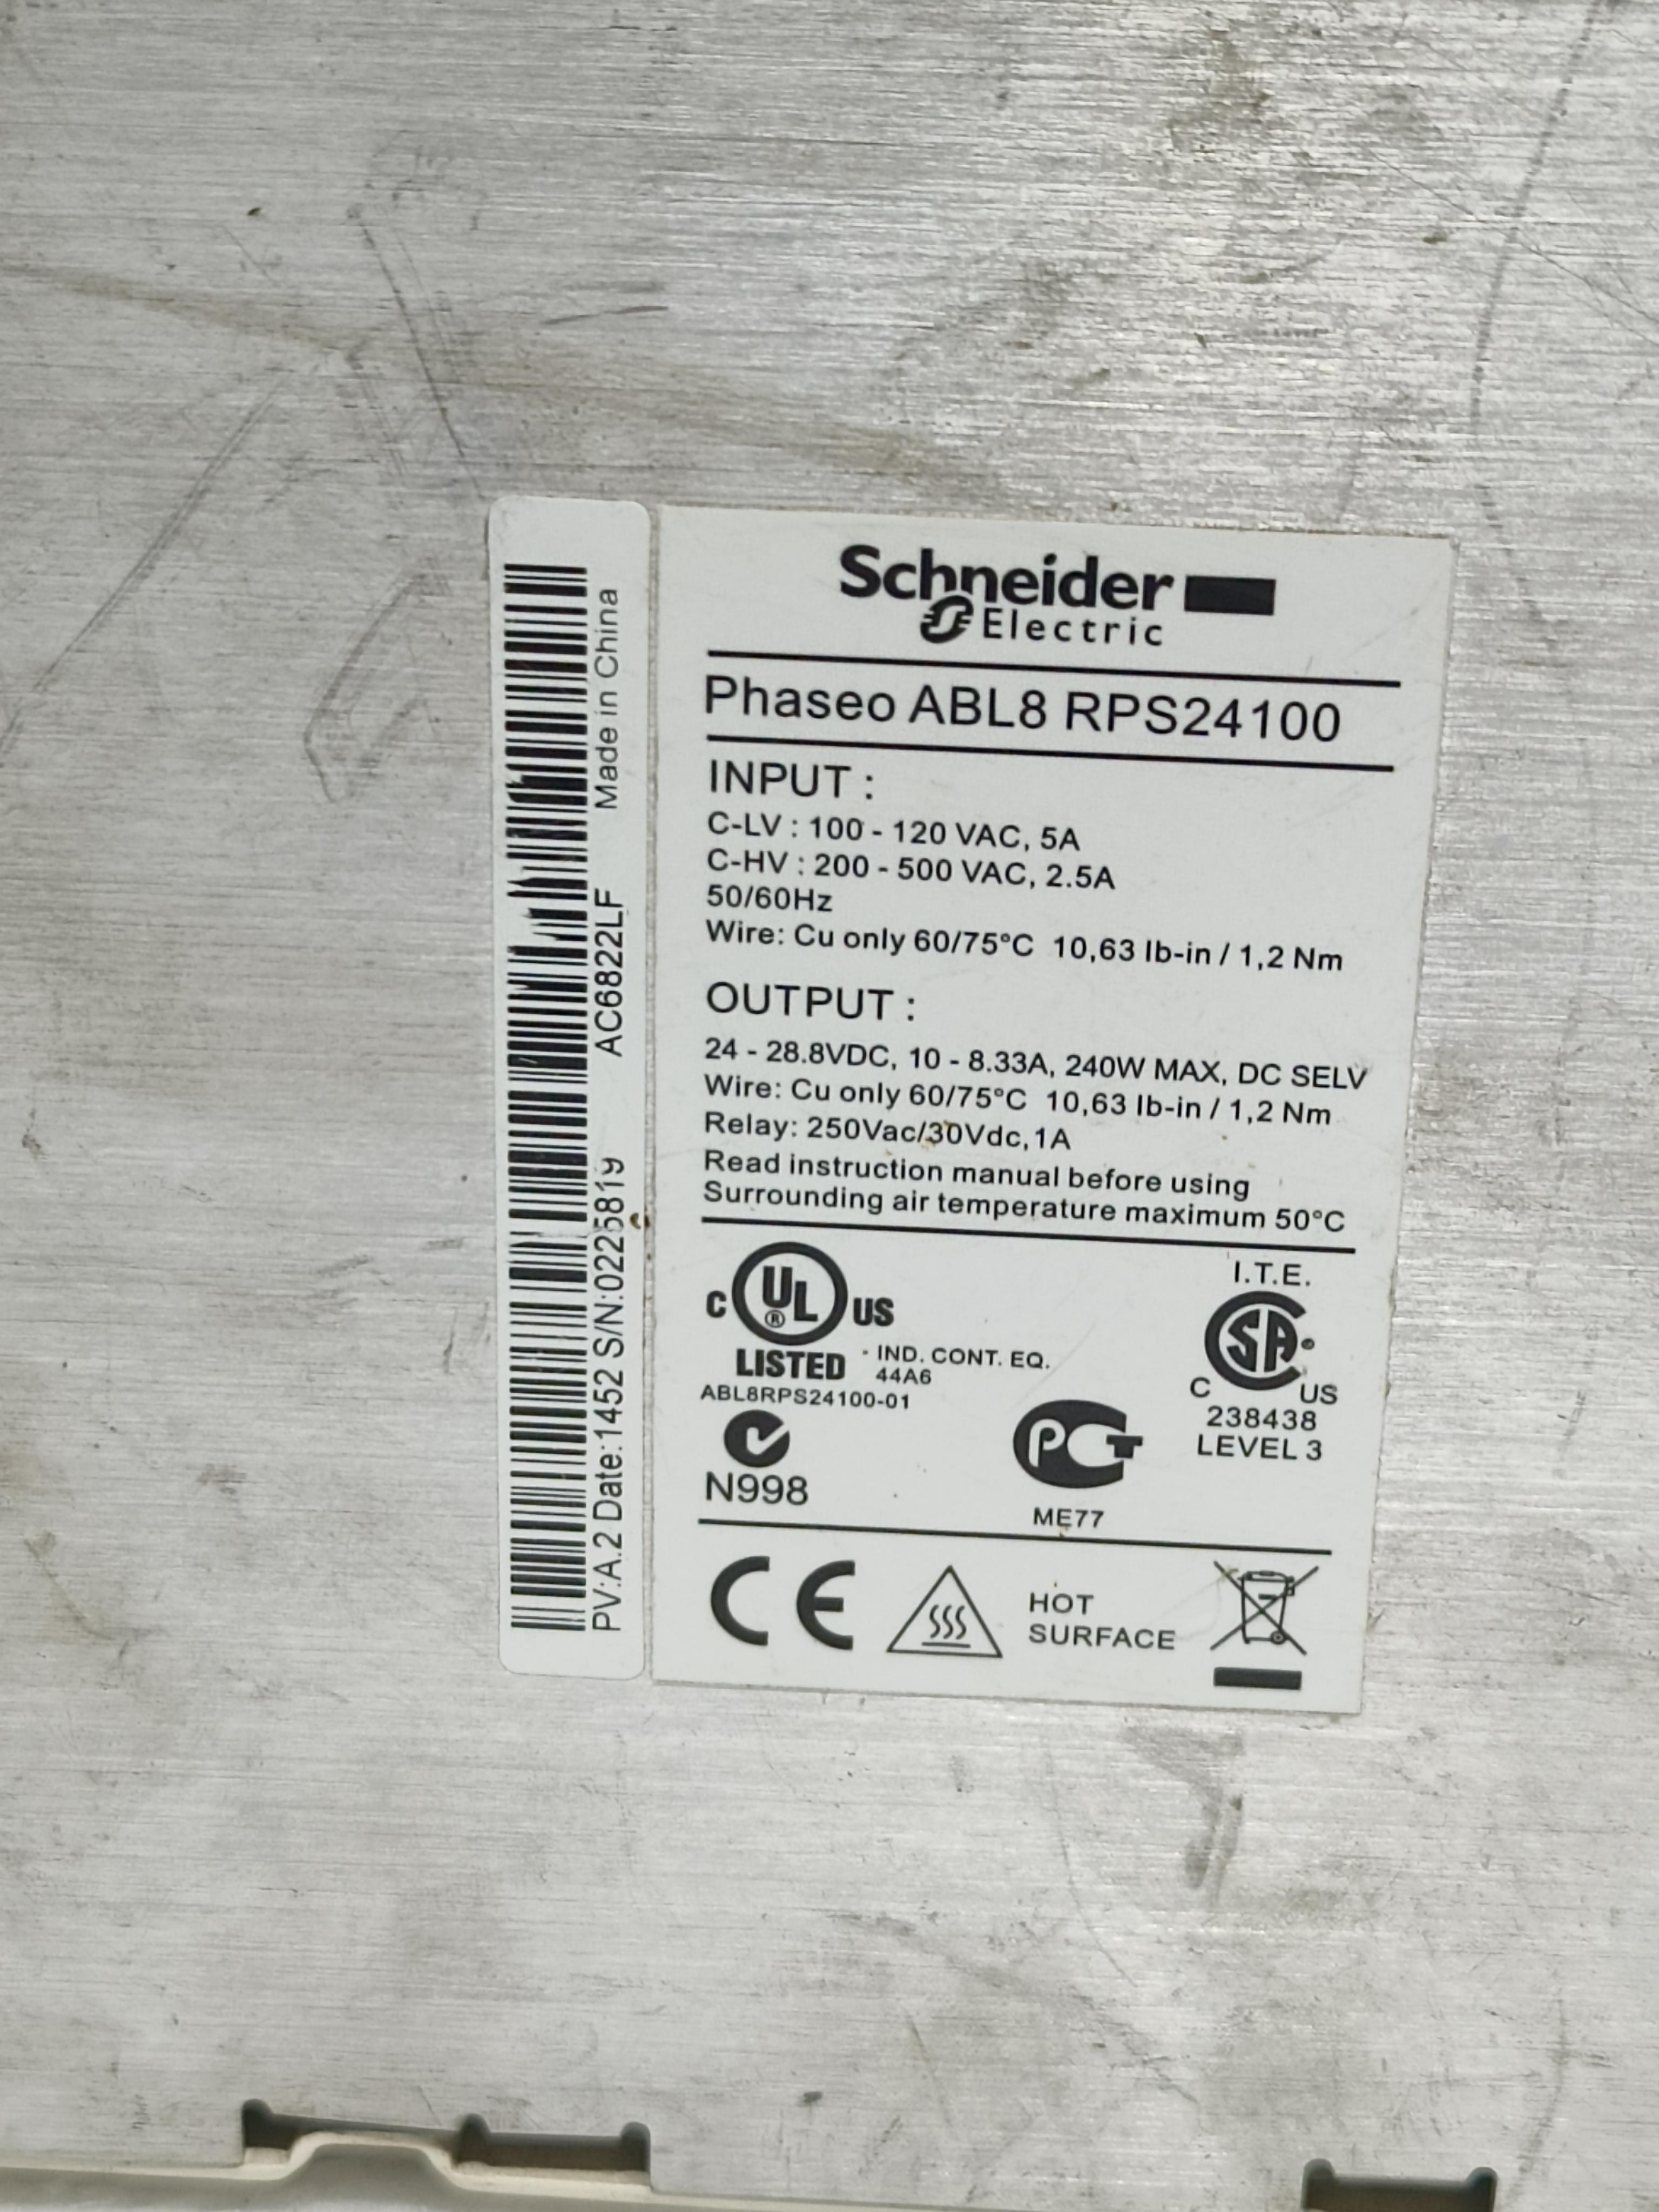 Schneider
Electric
Phaseo ABL8 RPS24100
INPUT :
C-LV : 100 - 120 VAC, 5A
C-HV : 200 - 500 VAC, 2.5A
50/60Hz
Wire: Cu only 60/75°C 10,63 lb-in / 1,2 Nm
OUTPUT :
24 - 28.8VDC, 10 - 8.33A, 240W MAX, DC SELV
Wire: Cu only 60/75°C 10,63 lb-in / 1,2 Nm
Relay: 250Vac/30Vdc,1A
Read instruction manual before using
Surrounding air temperature maximum 50°C
C UL ® US
LISTED
IND. CONT. EQ.
44A6
ABL8RPS24100-01
N998
PCT
ME77
I.T.E.
SA
C US
238438
LEVEL 3
CE
HOT
SURFACE
PV:A.2 Date:1452 S/N:0225819 AC6822LF Made in China